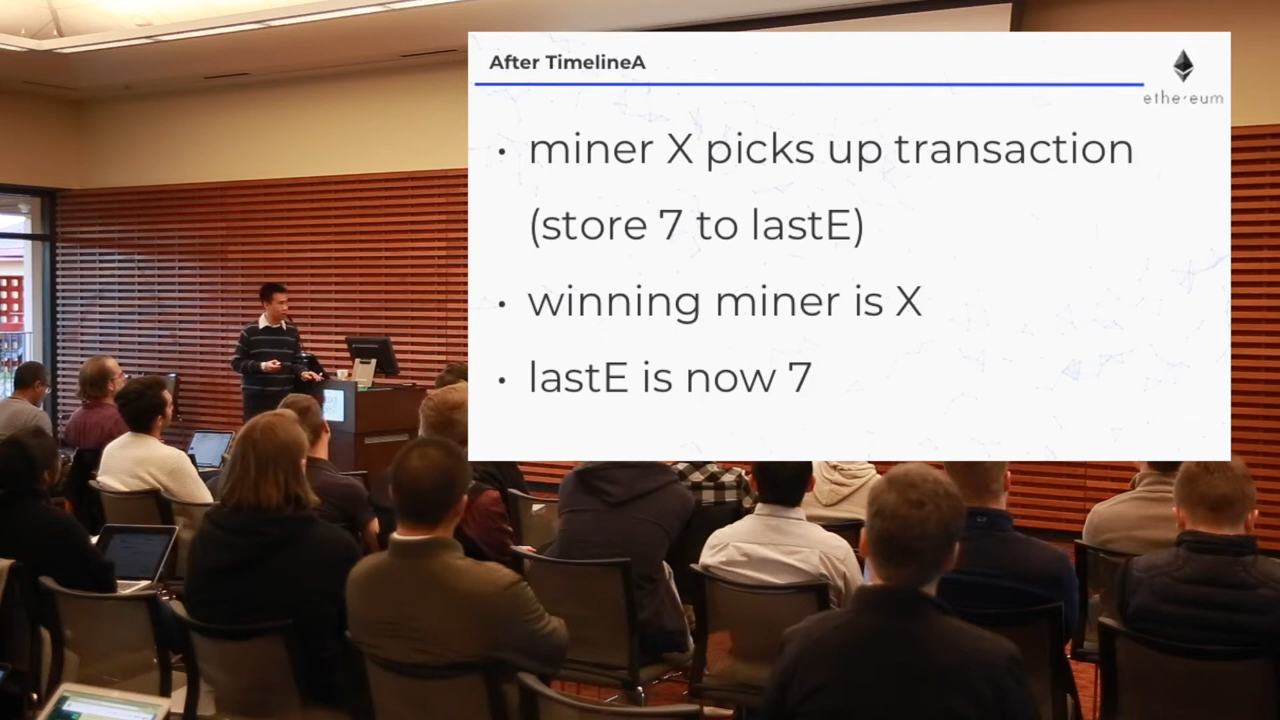 After TimelineA
ethereum
• miner X picks up transaction
(store 7 to lastE)
• winning miner is X
• lastE is now 7